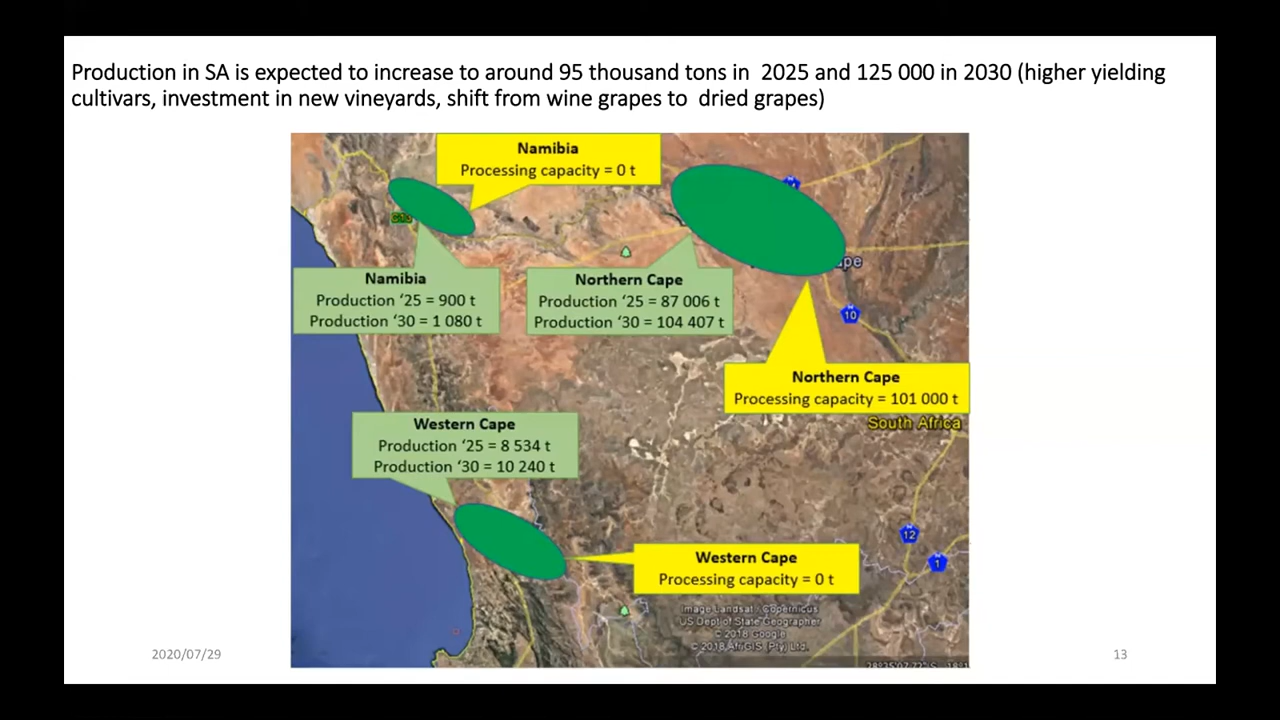 Production in SA is expected to increase to around 95 thousand tons in 2025 and 125 000 in 2030 (higher yielding
cultivars, investment in new vineyards, shift from wine grapes to dried grapes)
Namibia
Processing capacity = 0 t
Namibia
Production ‘25 = 900 t
Production ‘30 = 1 080 t
Northern Cape
Production ‘25 = 87 006 t
Production ‘30 = 104 407 t
10
Northern Cape
Processing capacity = 101 000 t
South Africa
Western Cape
Production ‘25 = 8 534 t
Production ‘30 = 10 240 t
12
1
Western Cape
Processing capacity = 0 t
Image Landsat / Copernicus
US Dept of State Geographer
© 2018 Google
© 2018 AfriGIS (Pty) Ltd.
2020/07/29
13